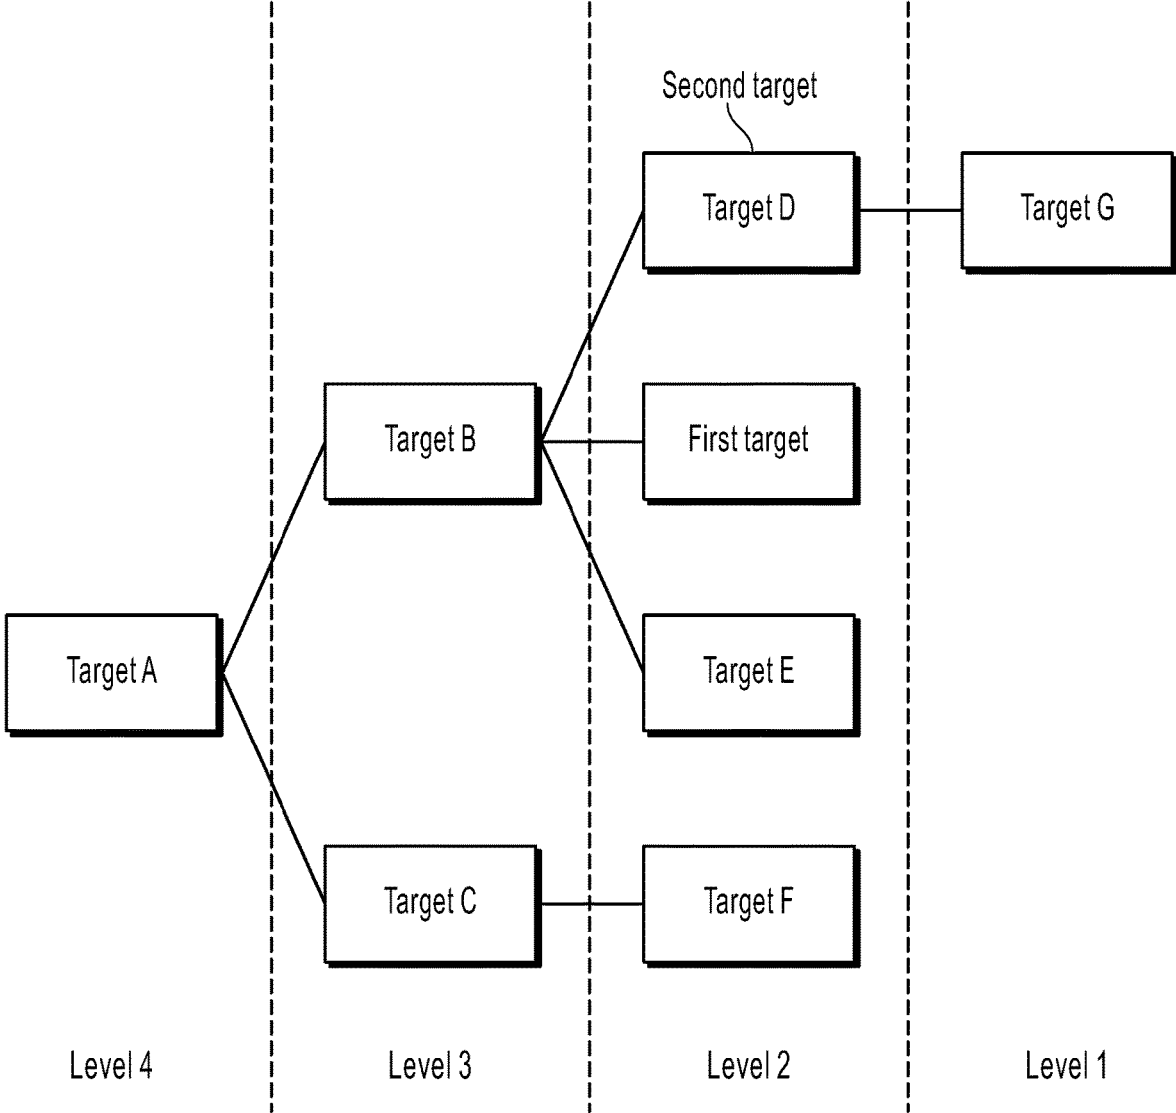 Second target
Target D
Target G
Target B
First target
Target A
Target E
Target C
Target F
Level 4
Level 3
Level 2
Level 1